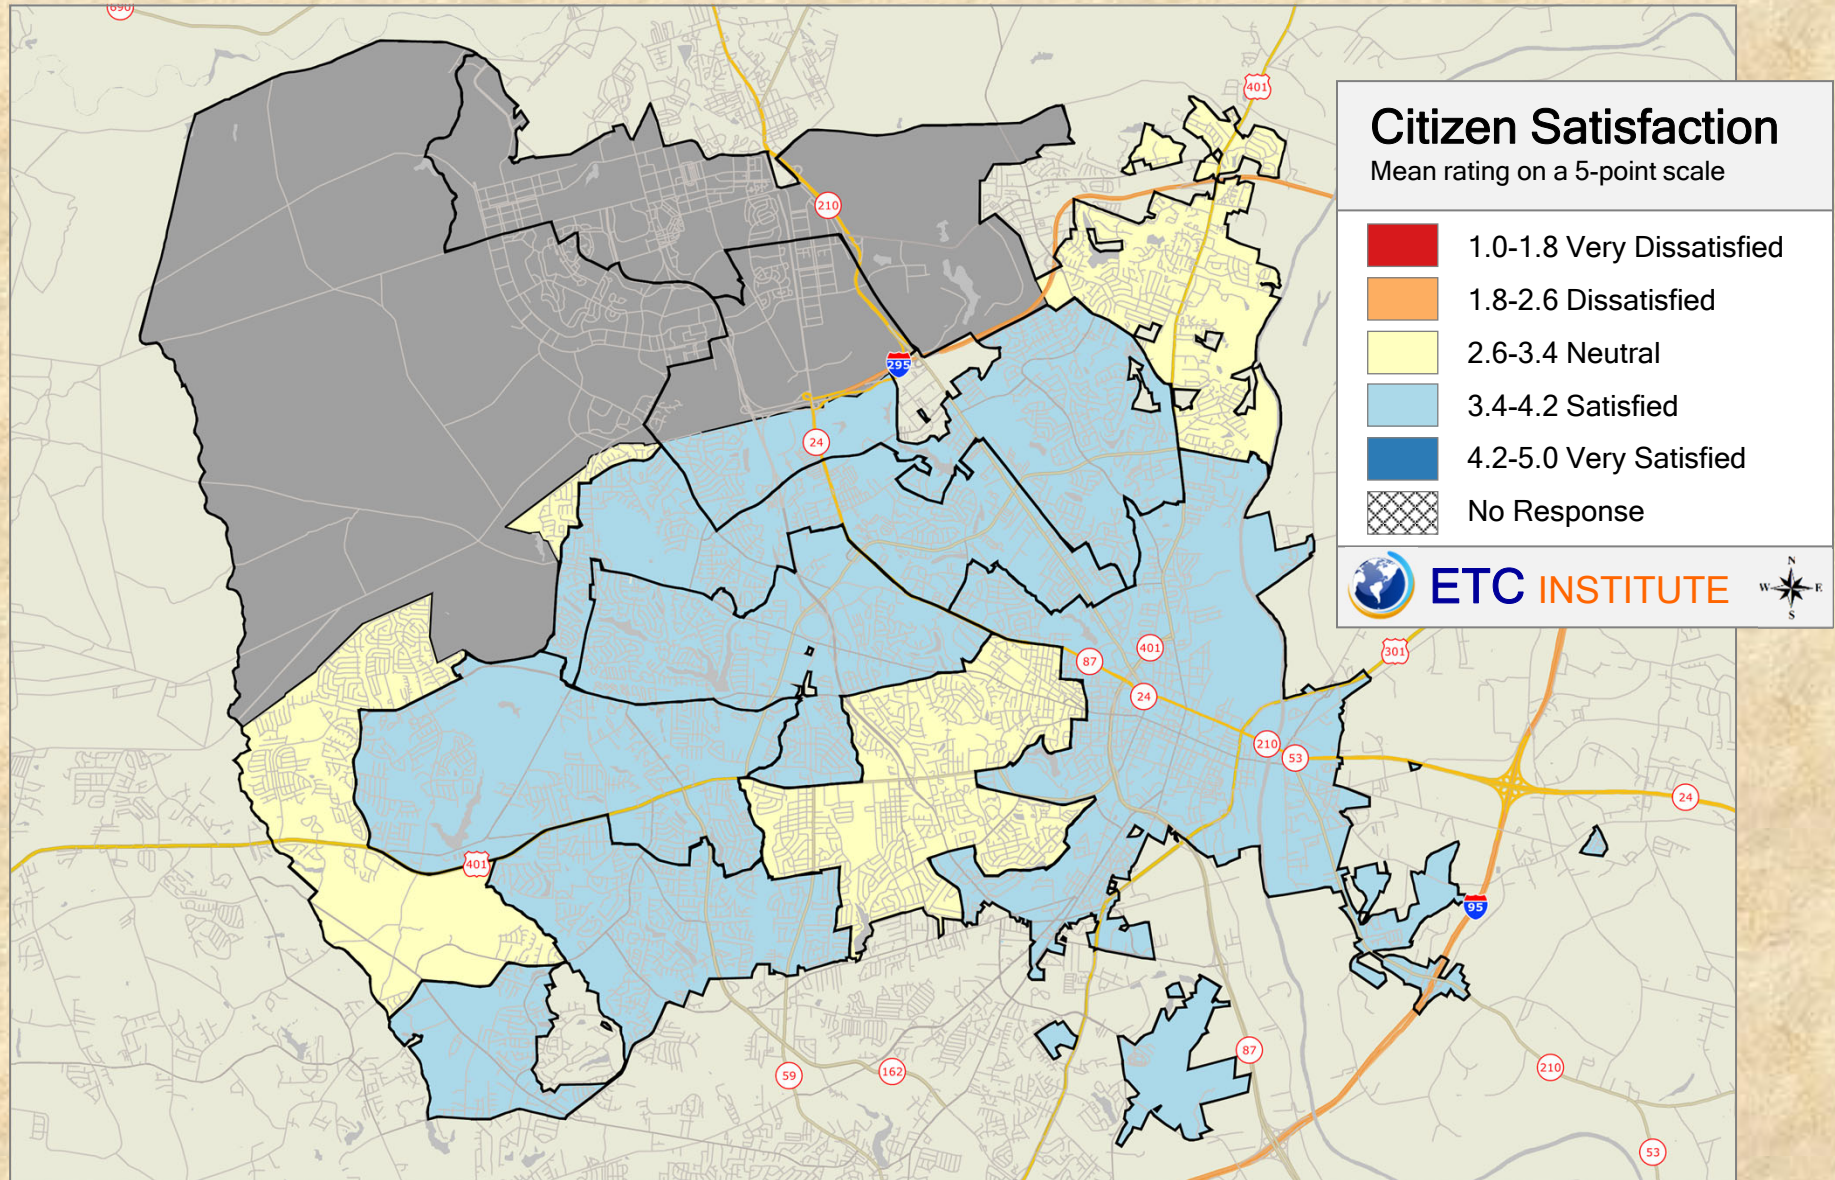 690
401
Citizen Satisfaction
Mean rating on a 5-point scale
210
1.0-1.8 Very Dissatisfied
1.8-2.6 Dissatisfied
2.6-3.4 Neutral
295
3.4-4.2 Satisfied
24
4.2-5.0 Very Satisfied
No Response
ETC INSTITUTE
N
W
E
S
401
87
301
24
210
53
24
401
95
87
59
162
210
53